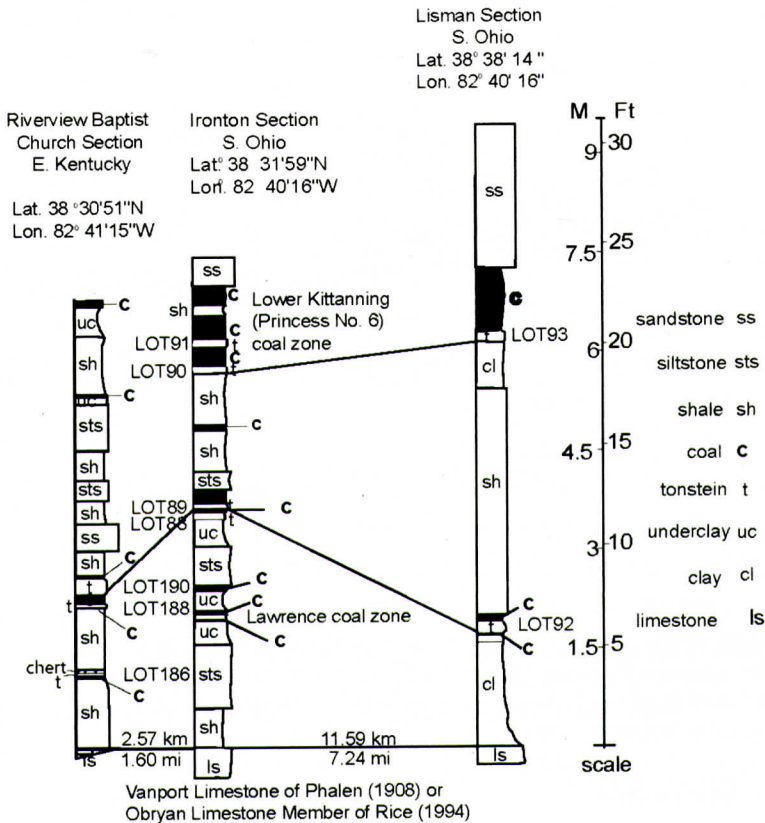 Lisman Section
S. Ohio
Lat. 38° 38' 14 "
Lon. 82° 40' 16"
Riverview Baptist
Church Section
E. Kentucky
Lat. 38 °30'51"N
Lon. 82° 41'15"W
Ironton Section
S. Ohio
Lat.° 38 31'59"N
Lon.° 82 40'16"W
M Ft
9 30
7.5 25
6 20
4.5 15
3 10
1.5 5
scale
sandstone ss
siltstone sts
shale sh
coal c
tonstein t
underclay uc
clay cl
limestone ls
c
uc
sh
c
uc
sts
sh
sts
sh
ss
sh
c
t
t
c
sh
chert
t
c
sh
ls
LOT190
LOT188
LOT186
ss
c
sh
c
LOT91
t
c
LOT90
t
sh
c
sh
sts
LOT89
t
c
LOT88
t
uc
sts
c
uc
c
uc
c
sts
sh
ls
Lower Kittanning
(Princess No. 6)
coal zone
Lawrence coal zone
ss
c
t
LOT93
cl
sh
c
t
LOT92
c
cl
ls
2.57 km
1.60 mi
11.59 km
7.24 mi
Vanport Limestone of Phalen (1908) or
Obryan Limestone Member of Rice (1994)